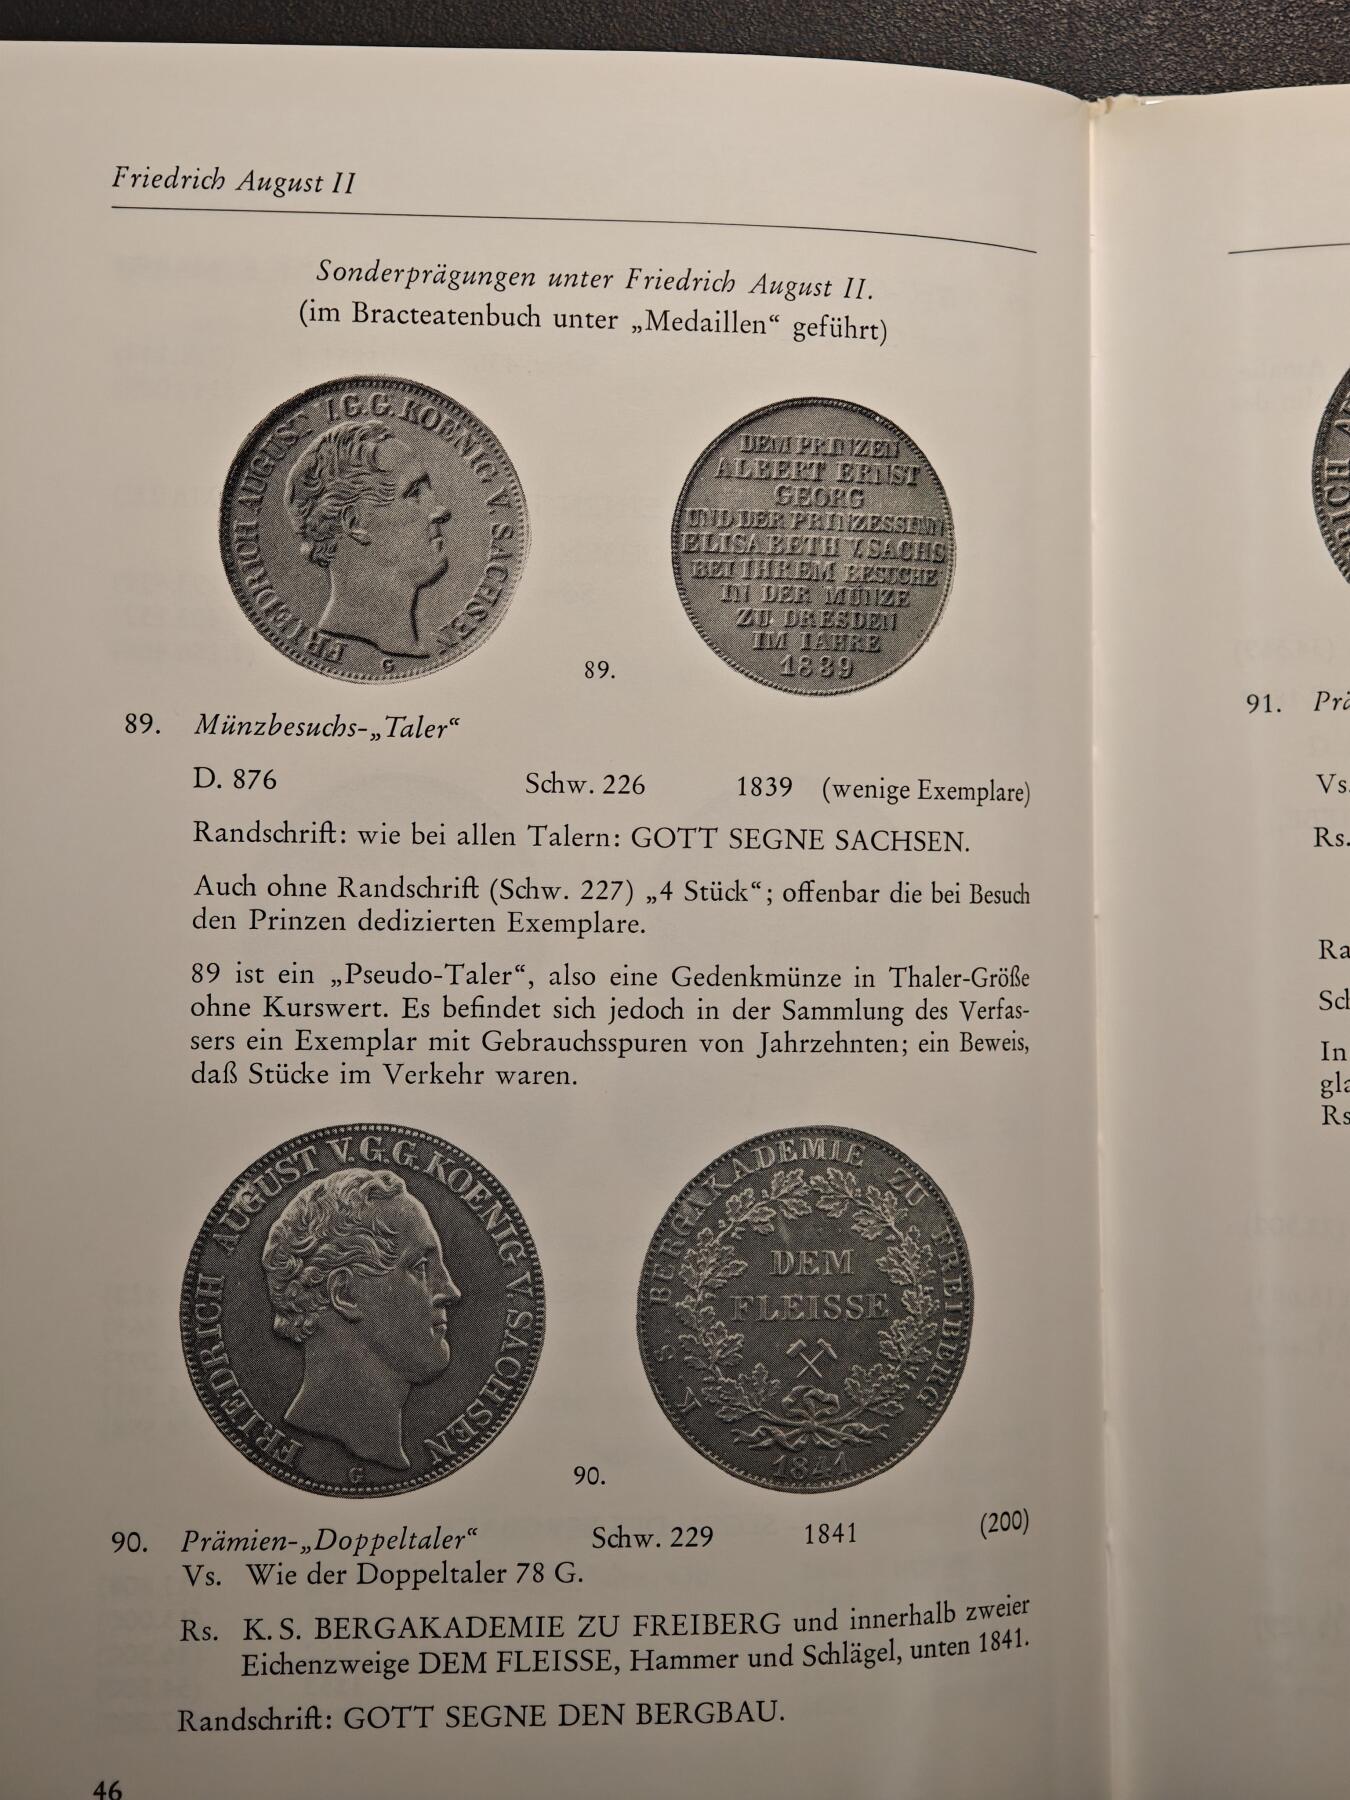 Friedrich August II
Sonderprägungen unter Friedrich August II.
(im Bracteatenbuch unter „Medaillen“ geführt)
FRIEDRICH AUGUST V.G.G. KOENIG V. SACHSEN
G
DEM PRINZEN
ALBERT ERNST
GEORG
UND DER PRINZESSINN
ELISABETH V. SACHS
BEI IHREM BESUCHE
IN DER MÜNZE
ZU DRESDEN
IM IAHRE
1839
89.
89. Münzbesuchs-„Taler“
D. 876 Schw. 226 1839 (wenige Exemplare)
Randschrift: wie bei allen Talern: GOTT SEGNE SACHSEN.
Auch ohne Randschrift (Schw. 227) „4 Stück“; offenbar die bei Besuch
den Prinzen dedizierten Exemplare.
89 ist ein „Pseudo-Taler“, also eine Gedenkmünze in Thaler-Größe
ohne Kurswert. Es befindet sich jedoch in der Sammlung des Verfas-
sers ein Exemplar mit Gebrauchsspuren von Jahrzehnten; ein Beweis,
daß Stücke im Verkehr waren.
FRIEDRICH AUGUST V.G.G. KOENIG V. SACHSEN
G
K. S. BERGAKADEMIE ZU FREIBERG
DEM
FLEISSE
1841
90.
90. Prämien-„Doppeltaler“ Schw. 229 1841 (200)
Vs. Wie der Doppeltaler 78 G.
Rs. K. S. BERGAKADEMIE ZU FREIBERG und innerhalb zweier
Eichenzweige DEM FLEISSE, Hammer und Schlägel, unten 1841.
Randschrift: GOTT SEGNE DEN BERGBAU.
46
91.
Vs.
Rs.
In